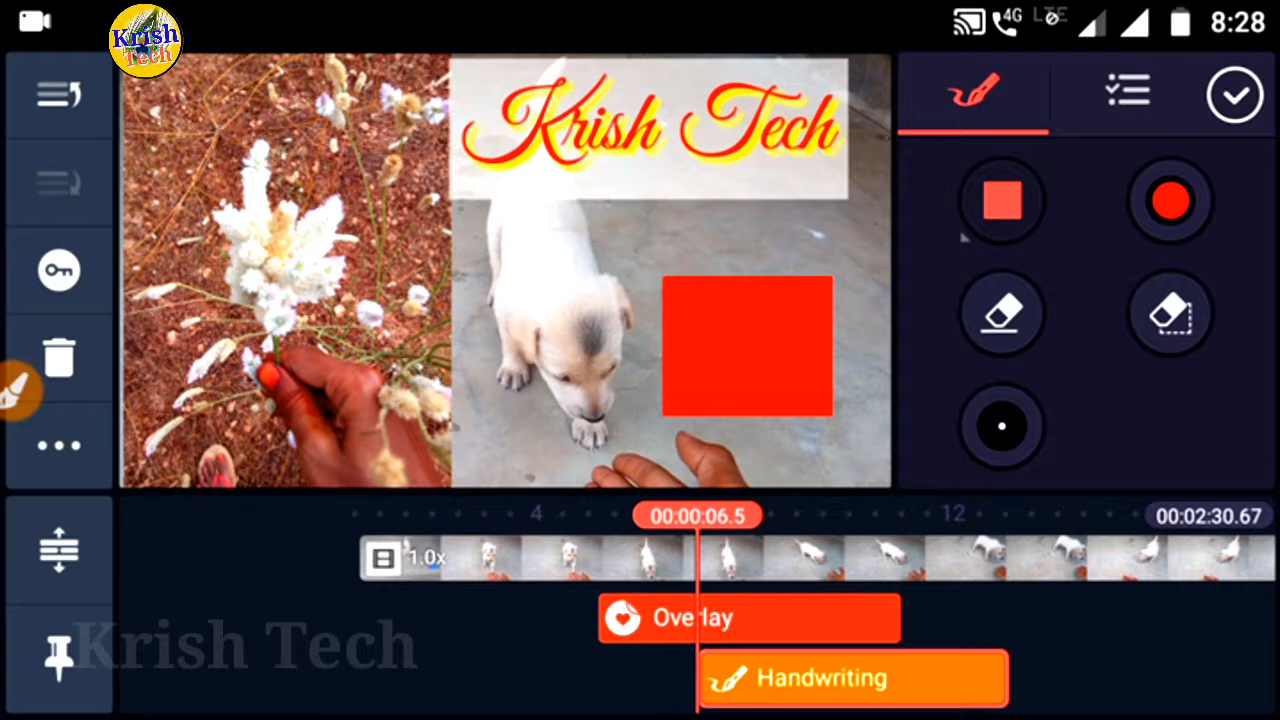 Krish
Tech
4G
LTE
8:28
Krish Tech
4
00:00:06.5
12
00:02:30.67
1.0x
Overlay
Krish Tech
Handwriting